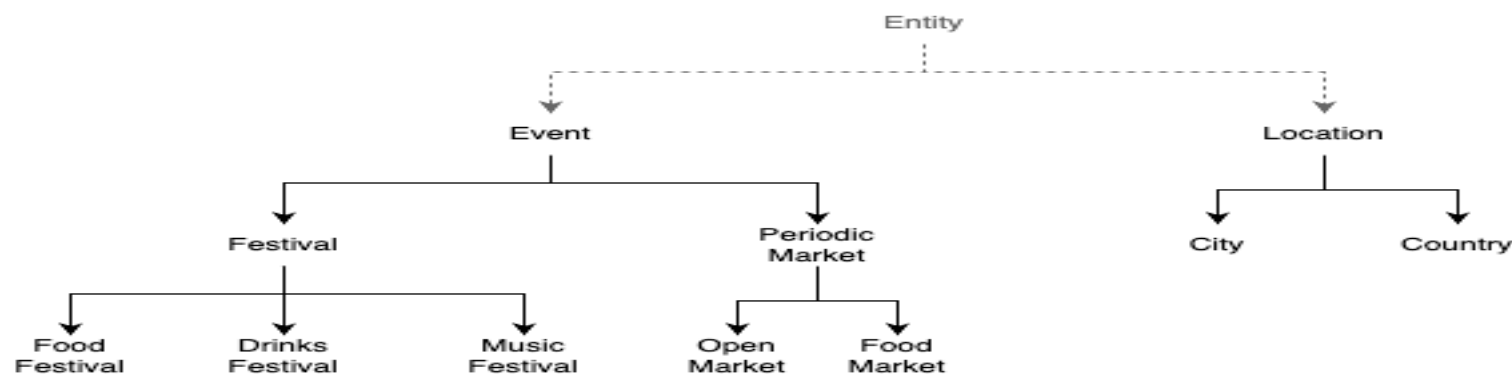 Entity
Event
Location
Festival
Periodic
Market
City
Country
Food
Festival
Drinks
Festival
Music
Festival
Open
Market
Food
Market